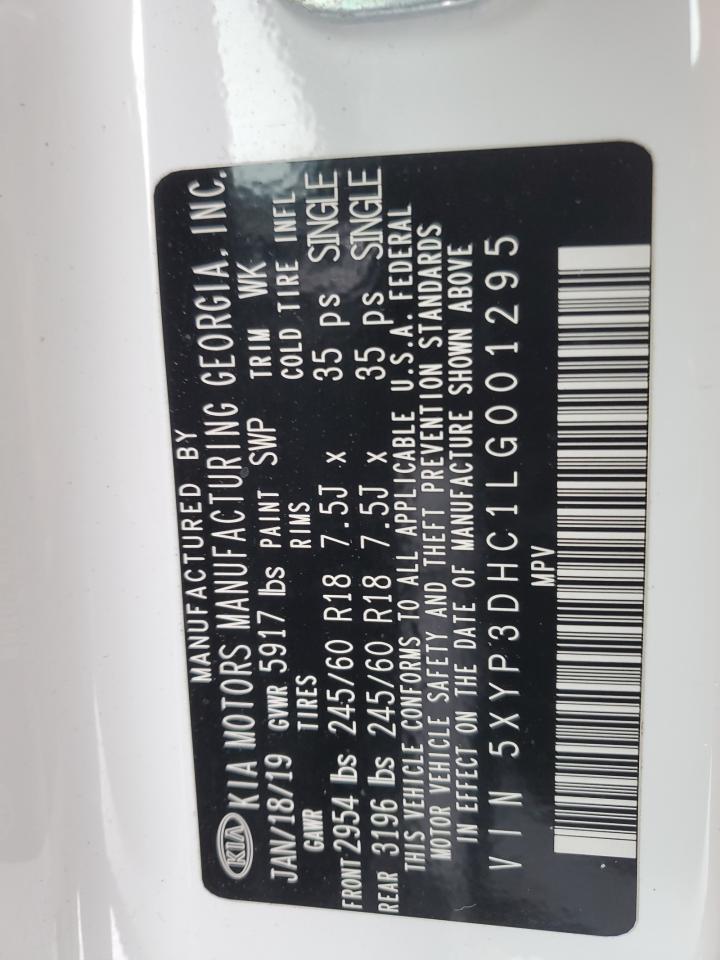 MANUFACTURED BY
KIA KIA MOTORS MANUFACTURING GEORGIA, INC.
JAN/18/19 GVWR 5917 lbs PAINT SWP TRIM WK
GAWR TIRES RIMS COLD TIRE INFL
FRONT 2954 lbs 245/60 R18 7.5J x 35 ps SINGLE
REAR 3196 lbs 245/60 R18 7.5J x 35 ps SINGLE
THIS VEHICLE CONFORMS TO ALL APPLICABLE U.S.A. FEDERAL
MOTOR VEHICLE SAFETY AND THEFT PREVENTION STANDARDS
IN EFFECT ON THE DATE OF MANUFACTURE SHOWN ABOVE
VIN 5XYP3DHC1LG001295
MPV